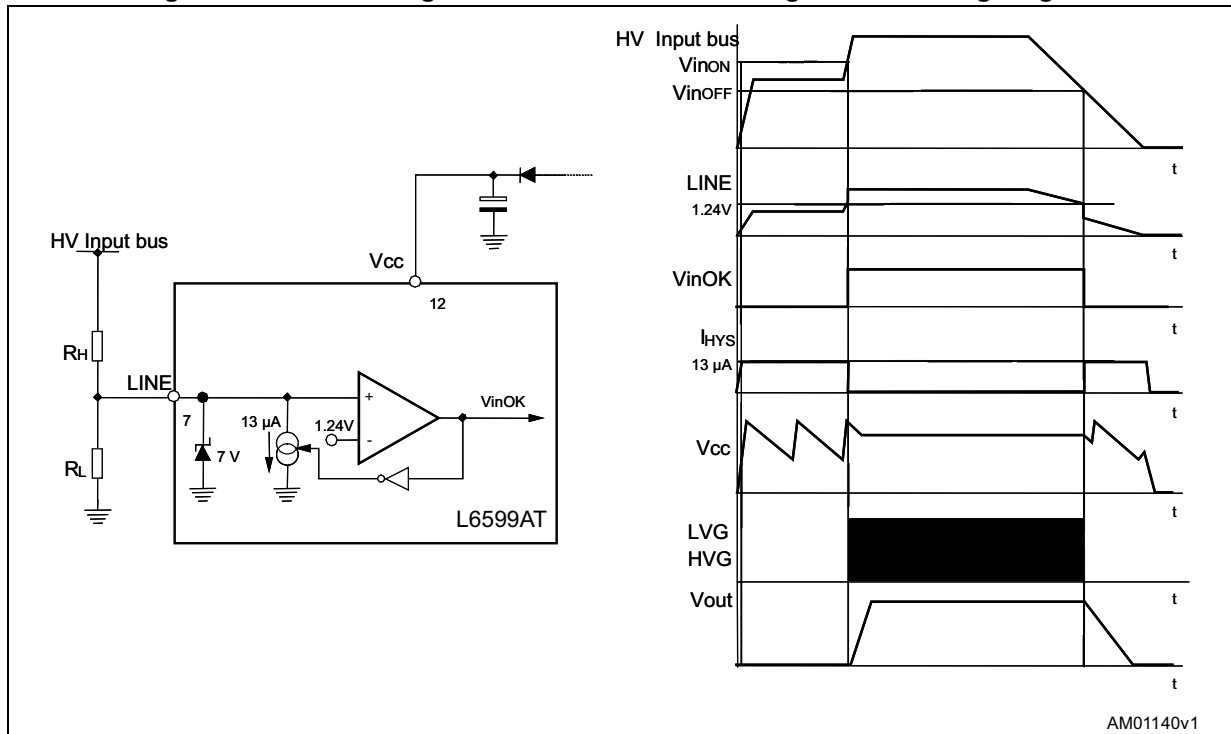 HV Input bus
RH
RL
LINE
7
7 V
13 µA
1.24V
Vcc
12
VinOK
L6599AT
HV Input bus
VinON
VinOFF
t
LINE
1.24V
t
VinOK
t
IHYS
13 µA
t
Vcc
t
LVG
HVG
t
Vout
t
AM01140v1